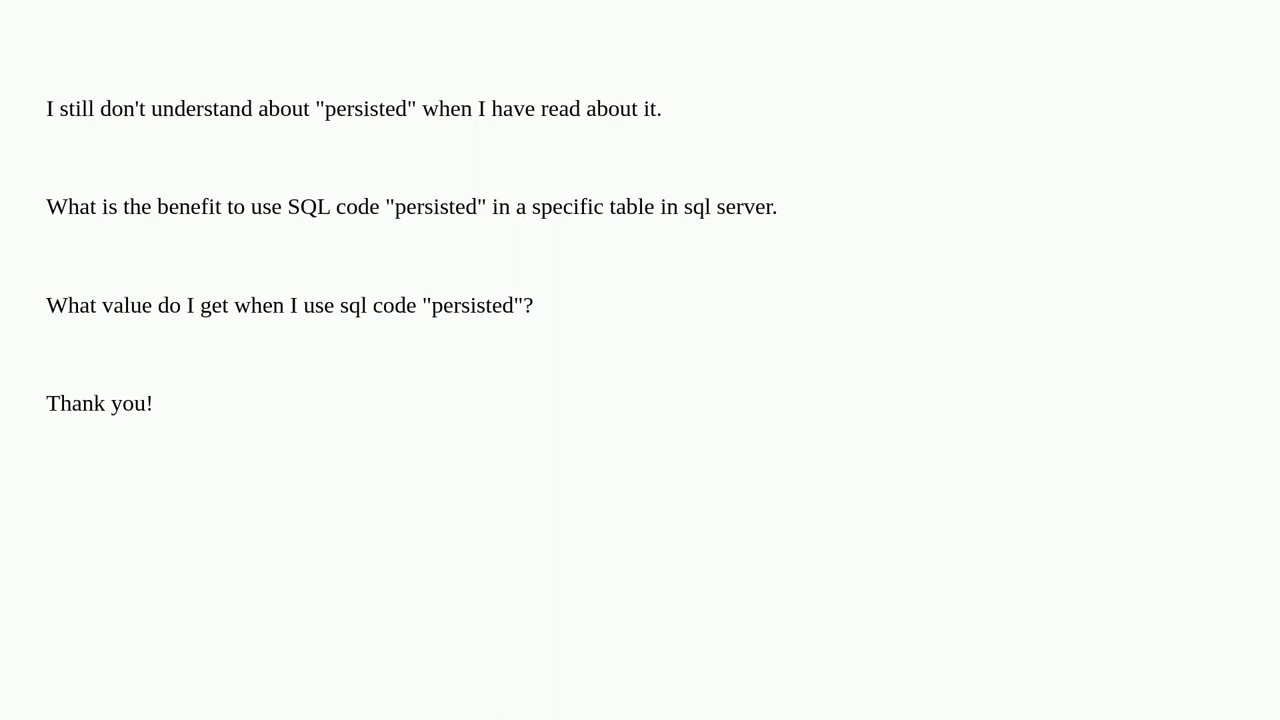 I still don't understand about "persisted" when I have read about it.
What is the benefit to use SQL code "persisted" in a specific table in sql server.
What value do I get when I use sql code "persisted"?
Thank you!